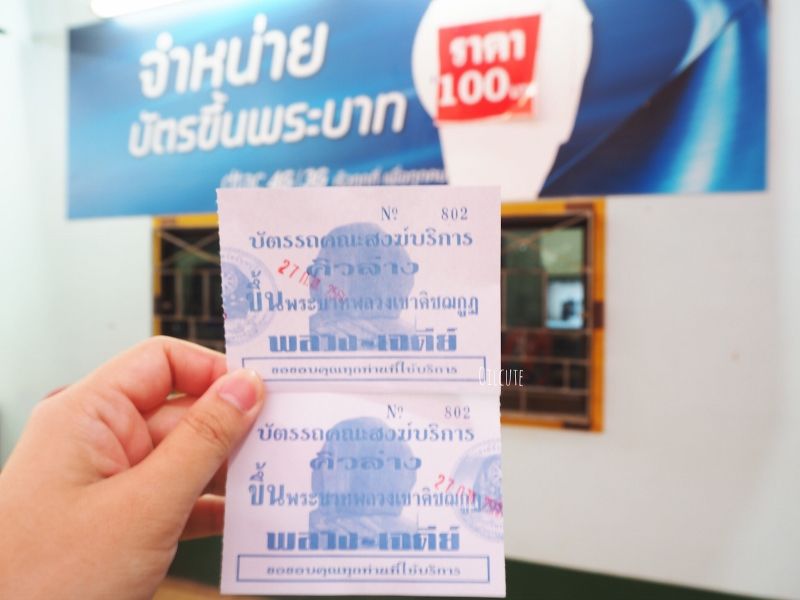 จำหน่าย
บัตรขึ้นพระบาท
ราคา
100
4G/3G
Nº 802
บัตรรถคณะสงฆ์บริการ
คิวล่าง
27
ขึ้นพระบาทพลวงเขาคิชฌกูฏ
พลวง-เจดีย์
ขอขอบคุณทุกท่านที่ใช้บริการ
Oilcute
Nº 802
บัตรรถคณะสงฆ์บริการ
คิวล่าง
27
ขึ้นพระบาทพลวงเขาคิชฌกูฏ
พลวง-เจดีย์
ขอขอบคุณทุกท่านที่ใช้บริการ